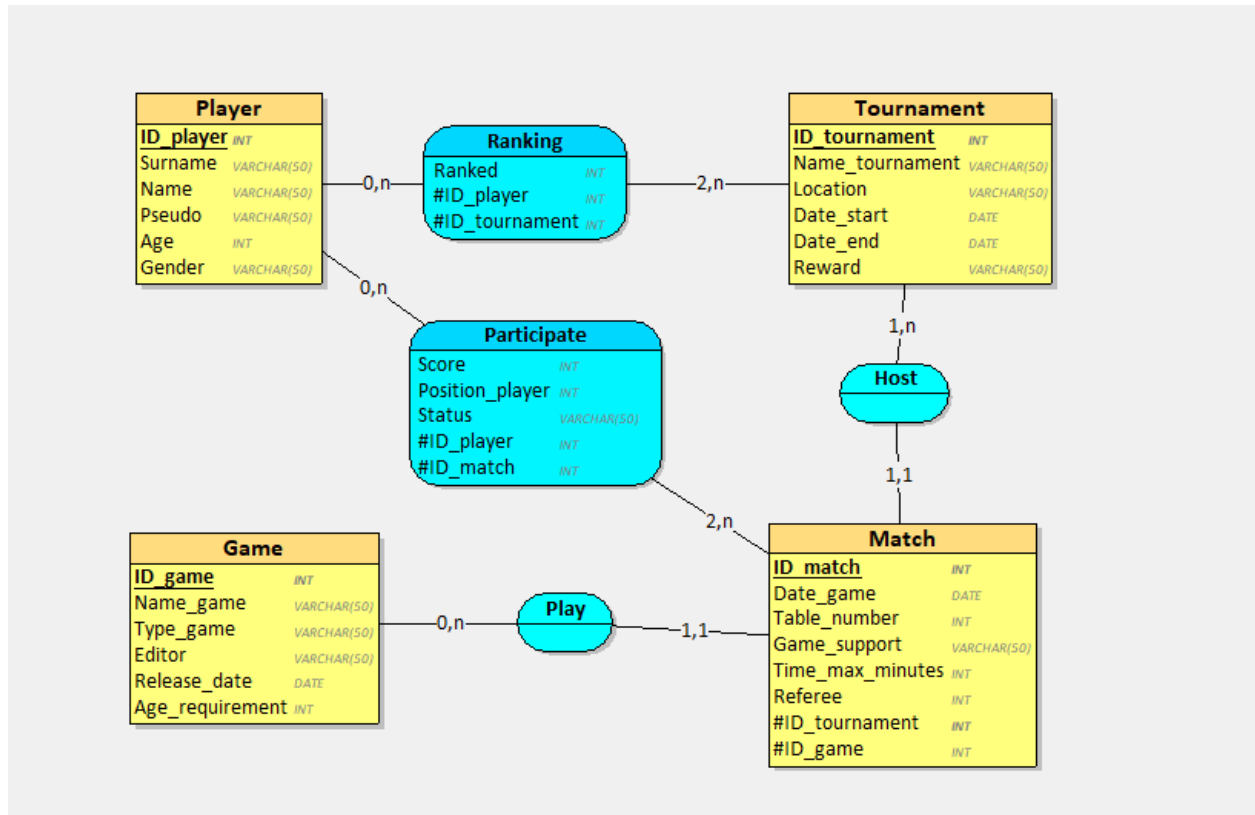 Player
ID_player INT
Surname VARCHAR(50)
Name VARCHAR(50)
Pseudo VARCHAR(50)
Age INT
Gender VARCHAR(50)
0,n
Ranking
Ranked INT
#ID_player INT
#ID_tournament INT
2,n
Tournament
ID_tournament INT
Name_tournament VARCHAR(50)
Location VARCHAR(50)
Date_start DATE
Date_end DATE
Reward VARCHAR(50)
0,n
Participate
Score INT
Position_player INT
Status VARCHAR(50)
#ID_player INT
#ID_match INT
2,n
1,n
Host
1,1
Game
ID_game INT
Name_game VARCHAR(50)
Type_game VARCHAR(50)
Editor VARCHAR(50)
Release_date DATE
Age_requirement INT
0,n
Play
1,1
Match
ID_match INT
Date_game DATE
Table_number INT
Game_support VARCHAR(50)
Time_max_minutes INT
Referee INT
#ID_tournament INT
#ID_game INT